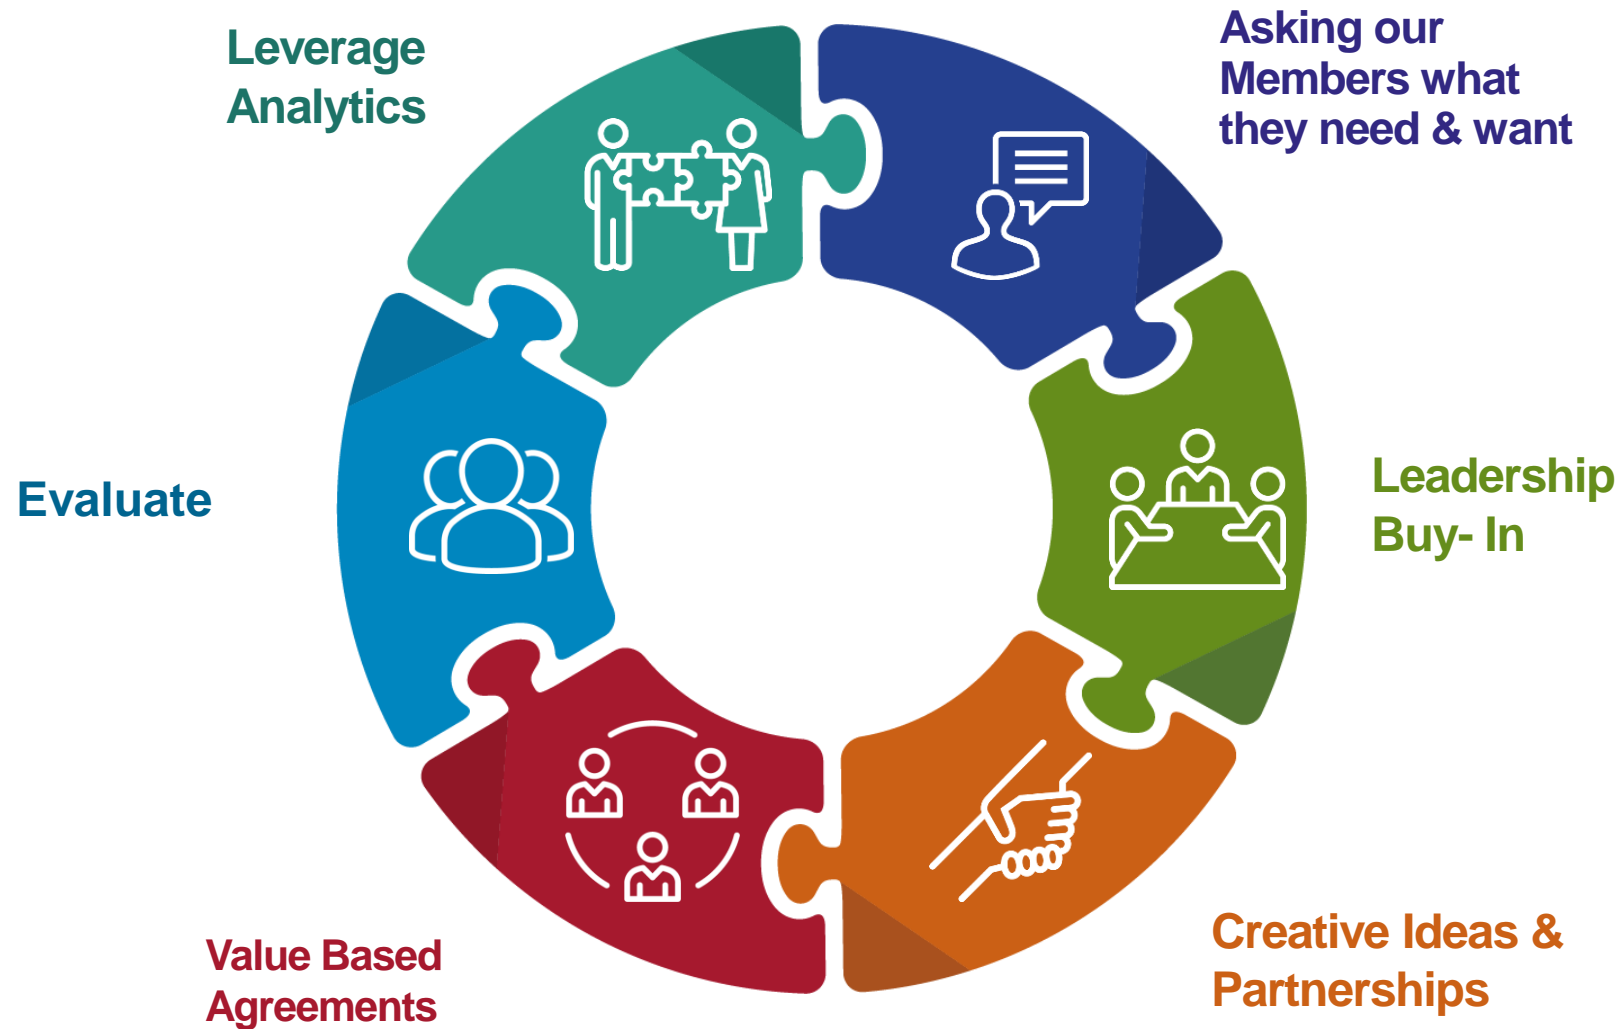 Leverage
Analytics
Asking our
Members what
they need & want
Evaluate
Leadership
Buy- In
Value Based
Agreements
Creative Ideas &
Partnerships